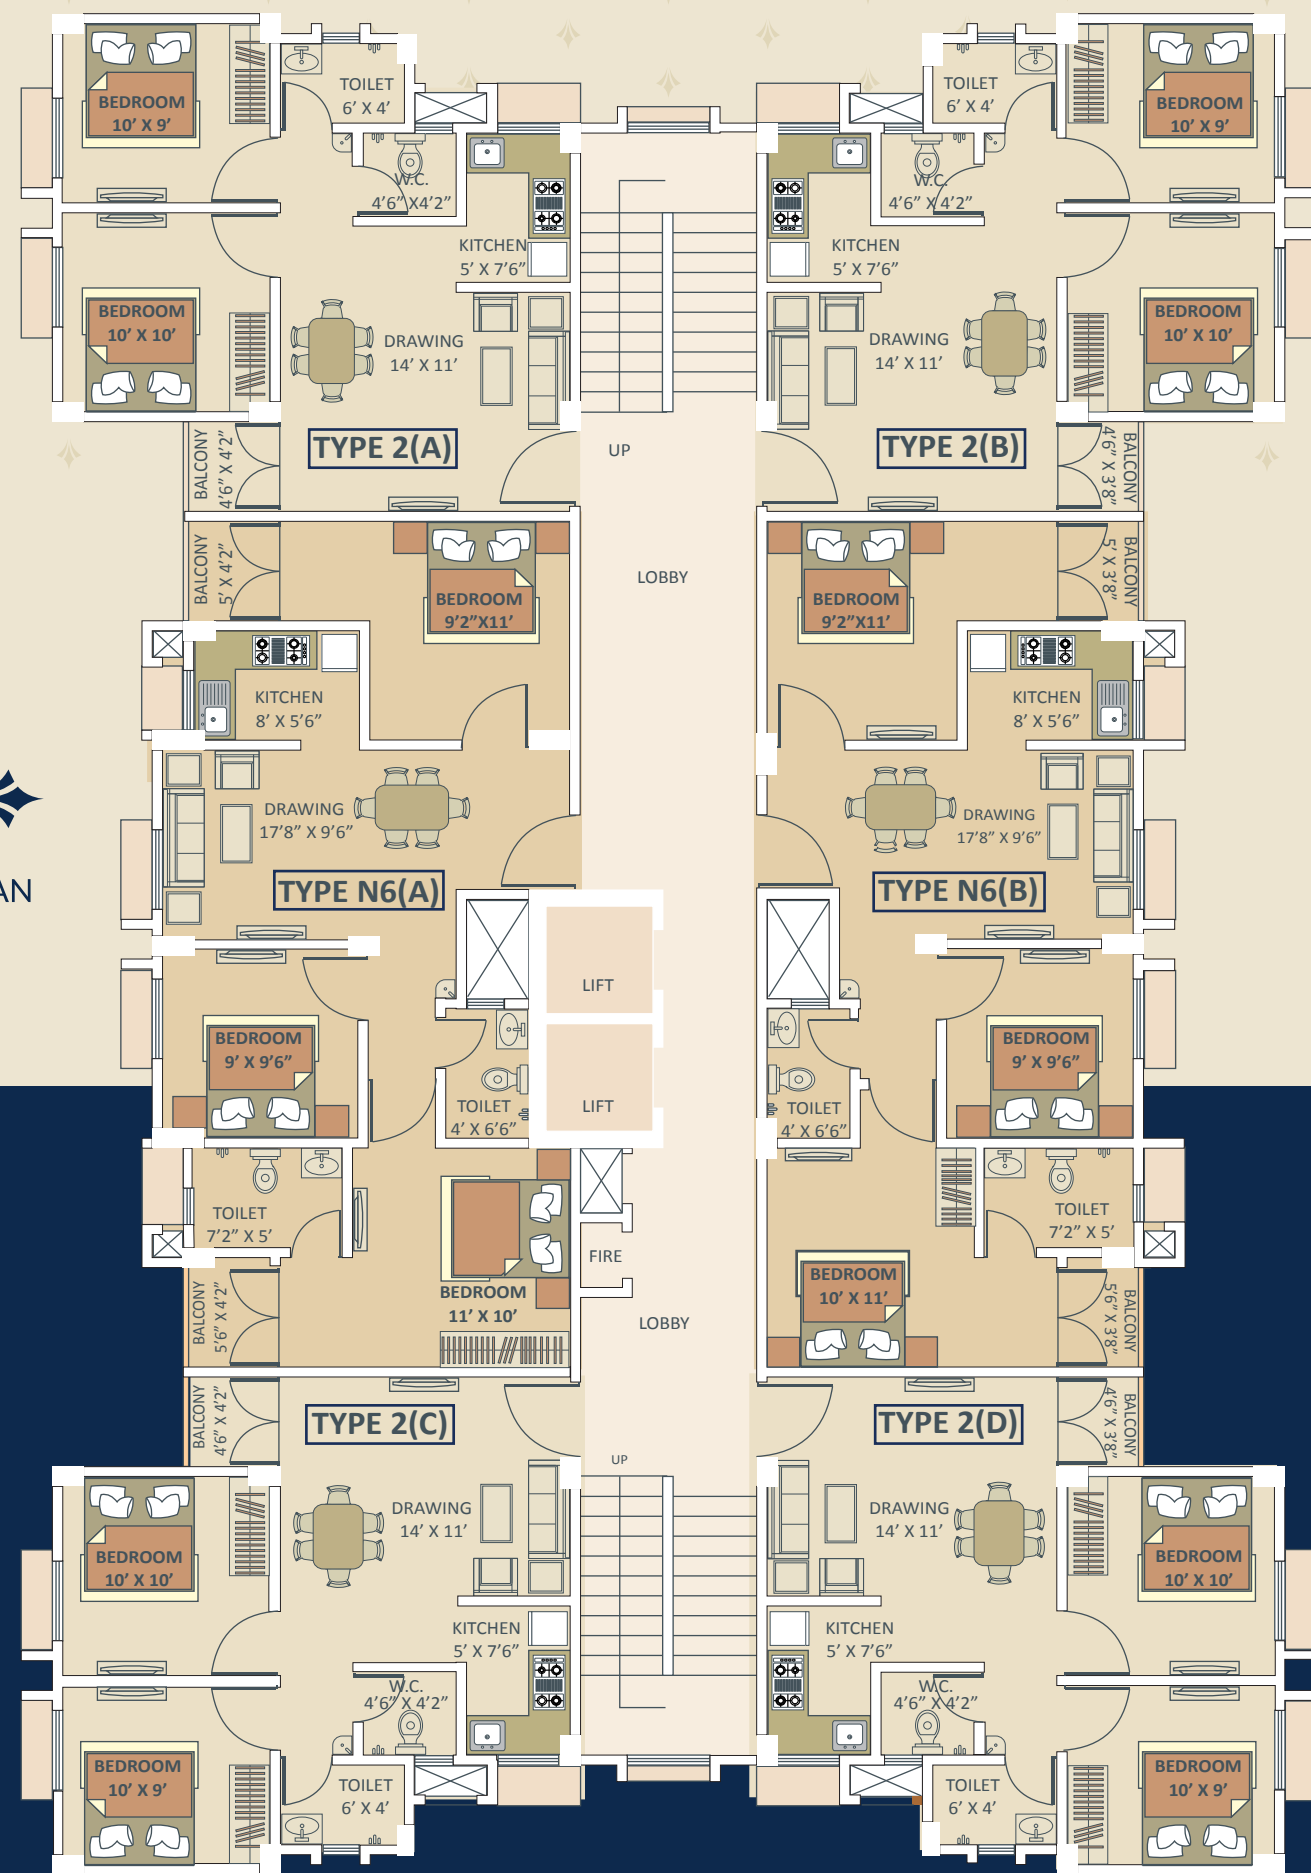 BEDROOM
10' X 9'
TOILET
6' X 4'
W.C.
4'6" X4'2"
KITCHEN
5' X 7'6"
BEDROOM
10' X 10'
DRAWING
14' X 11'
TYPE 2(A)
BALCONY
4'6" X 4'2"
TOILET
6' X 4'
BEDROOM
10' X 9'
W.C.
4'6" X 4'2"
KITCHEN
5' X 7'6"
BEDROOM
10' X 10'
DRAWING
14' X 11'
TYPE 2(B)
BALCONY
4'6" X 3'8"
UP
LOBBY
BALCONY
5' X 4'2"
BEDROOM
9'2"X11'
KITCHEN
8' X 5'6"
DRAWING
17'8" X 9'6"
TYPE N6(A)
BEDROOM
9' X 9'6"
TOILET
4' X 6'6"
TOILET
7'2" X 5'
BEDROOM
11' X 10'
BALCONY
5'6" X 4'2"
AN
LIFT
LIFT
FIRE
LOBBY
BEDROOM
9'2"X11'
BALCONY
5' X 3'8"
KITCHEN
8' X 5'6"
DRAWING
17'8" X 9'6"
TYPE N6(B)
BEDROOM
9' X 9'6"
TOILET
4' X 6'6"
TOILET
7'2" X 5'
BEDROOM
10' X 11'
BALCONY
5'6" X 3'8"
BALCONY
4'6" X 4'2"
TYPE 2(C)
DRAWING
14' X 11'
BEDROOM
10' X 10'
KITCHEN
5' X 7'6"
W.C.
4'6" X 4'2"
BEDROOM
10' X 9'
TOILET
6' X 4'
UP
TYPE 2(D)
BALCONY
4'6" X 3'8"
DRAWING
14' X 11'
BEDROOM
10' X 10'
KITCHEN
5' X 7'6"
W.C.
4'6" X 4'2"
TOILET
6' X 4'
BEDROOM
10' X 9'